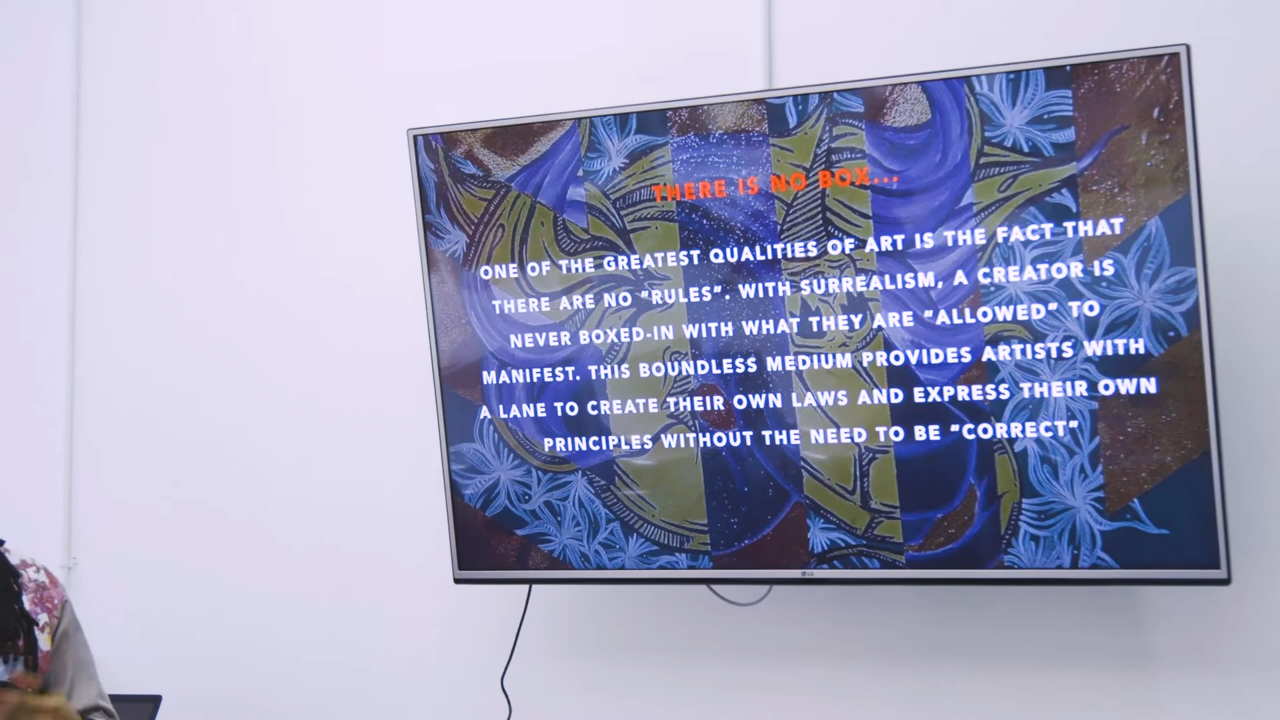 THERE IS NO BOX...
ONE OF THE GREATEST QUALITIES OF ART IS THE FACT THAT
THERE ARE NO "RULES". WITH SURREALISM, A CREATOR IS
NEVER BOXED-IN WITH WHAT THEY ARE "ALLOWED" TO
MANIFEST. THIS BOUNDLESS MEDIUM PROVIDES ARTISTS WITH
A LANE TO CREATE THEIR OWN LAWS AND EXPRESS THEIR OWN
PRINCIPLES WITHOUT THE NEED TO BE "CORRECT"
LG